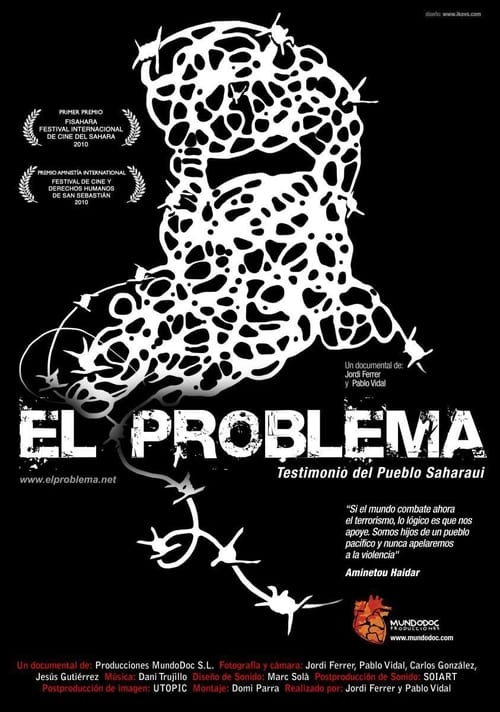 diseño: www.ikovs.com
PRIMER PREMIO
FISAHARA
FESTIVAL INTERNACIONAL
DE CINE DEL SAHARA
2010
PREMIO AMNISTÍA INTERNATIONAL
FESTIVAL DE CINE Y
DERECHOS HUMANOS
DE SAN SEBASTIÁN
2010
Un documental de:
Jordi Ferrer
y Pablo Vidal
EL PROBLEMA
Testimonio del Pueblo Saharaui
www.elproblema.net
"Si el mundo combate ahora
el terrorismo, lo lógico es que nos
apoye. Somos hijos de un pueblo
pacífico y nunca apelaremos
a la violencia"
Aminetou Haidar
MUNDODOC
PRODUCCIONES
www.mundodoc.com
Un documental de: Producciones MundoDoc S.L. Fotografía y cámara: Jordi Ferrer, Pablo Vidal, Carlos González,
Jesús Gutiérrez Música: Dani Trujillo Diseño de Sonido: Marc Solà Postproducción de Sonido: SOIART
Postproducción de imagen: UTOPIC Montaje: Domi Parra Realizado por: Jordi Ferrer y Pablo Vidal